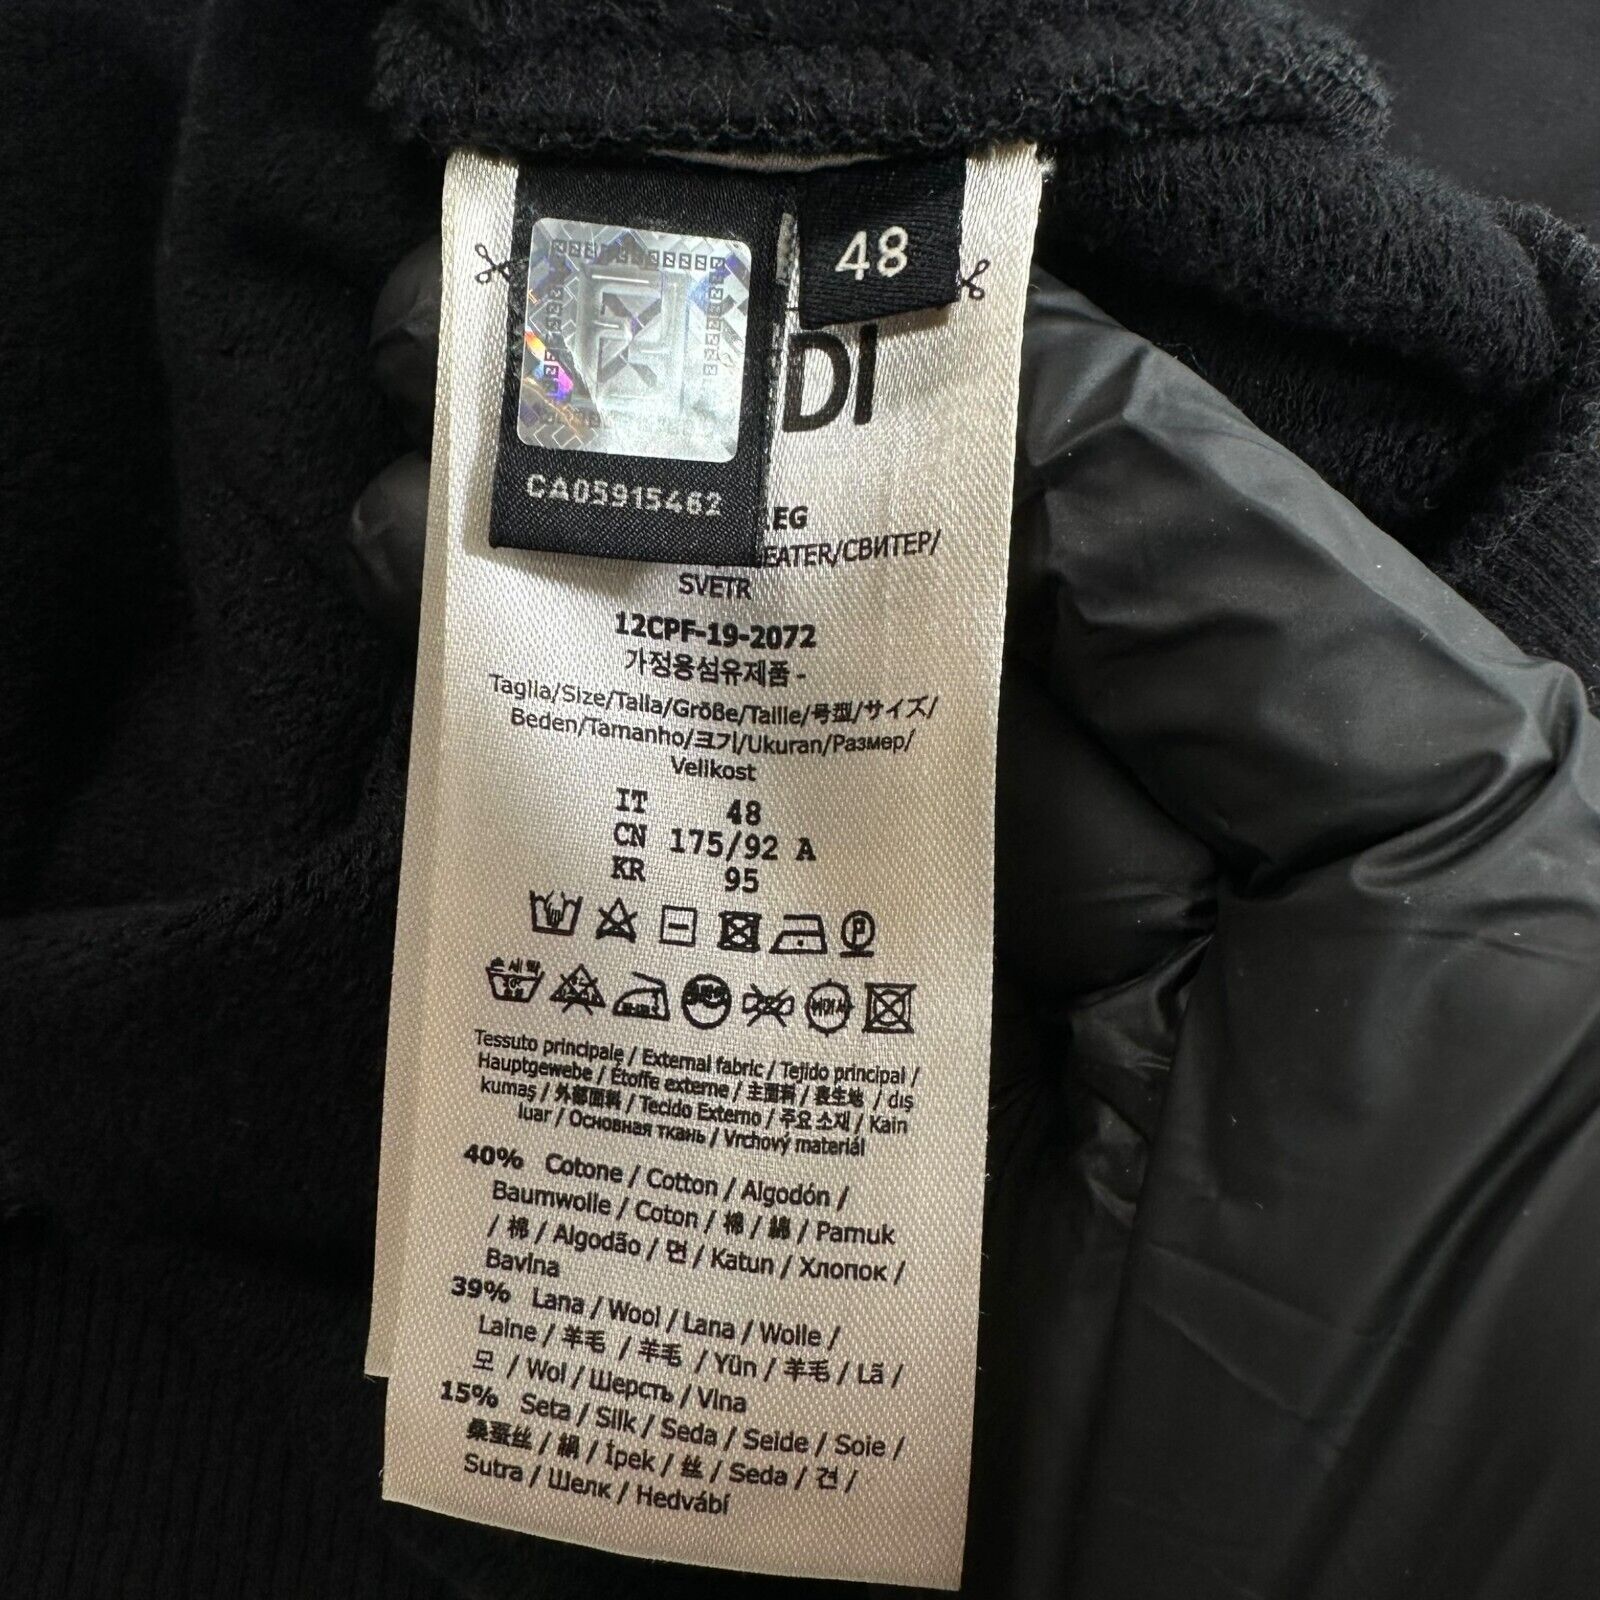 48
DI
CA05915462
EG
EATER/СВИТЕР/
SVETR
12CPF-19-2072
가정용섬유제품 -
Taglia/Size/Talla/Größe/Taille/号型/サイズ/
Beden/Tamanho/크기/Ukuran/Размер/
Velikost
IT 48
CN 175/92 A
KR 95
손세탁
30°
P
Tessuto principale / External fabric / Tejido principal /
Hauptgewebe / Étoffe externe / 主面料 / 表生地 / dış
kumaş / 外部面料 / Tecido Externo / 주요 소재 / Kain
luar / Основная ткань / Vrchový materiál
40% Cotone / Cotton / Algodón /
Baumwolle / Coton / 棉 / 綿 / Pamuk
/ 棉 / Algodão / 면 / Katun / Хлопок /
Bavlna
39% Lana / Wool / Lana / Wolle /
Laine / 羊毛 / 羊毛 / Yün / 羊毛 / Lã /
모 / Wol / Шерсть / Vlna
15% Seta / Silk / Seda / Seide / Soie /
桑蚕丝 / 絹 / İpek / 丝 / Seda / 견 /
Sutra / Шелк / Hedvábí